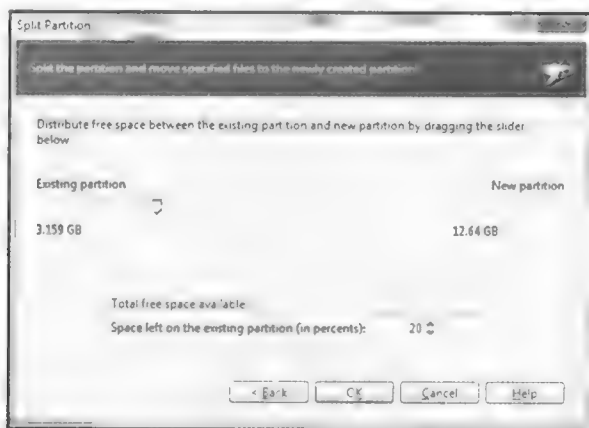 Split Partition
Split the partition and move specified files to the newly created partition
Distribute free space between the existing partition and new partition by dragging the slider
below
Existing partition
New partition
3.159 GB
12.64 GB
Total free space available
Space left on the existing partition (in percents):
20
< Back
OK
Cancel
Help